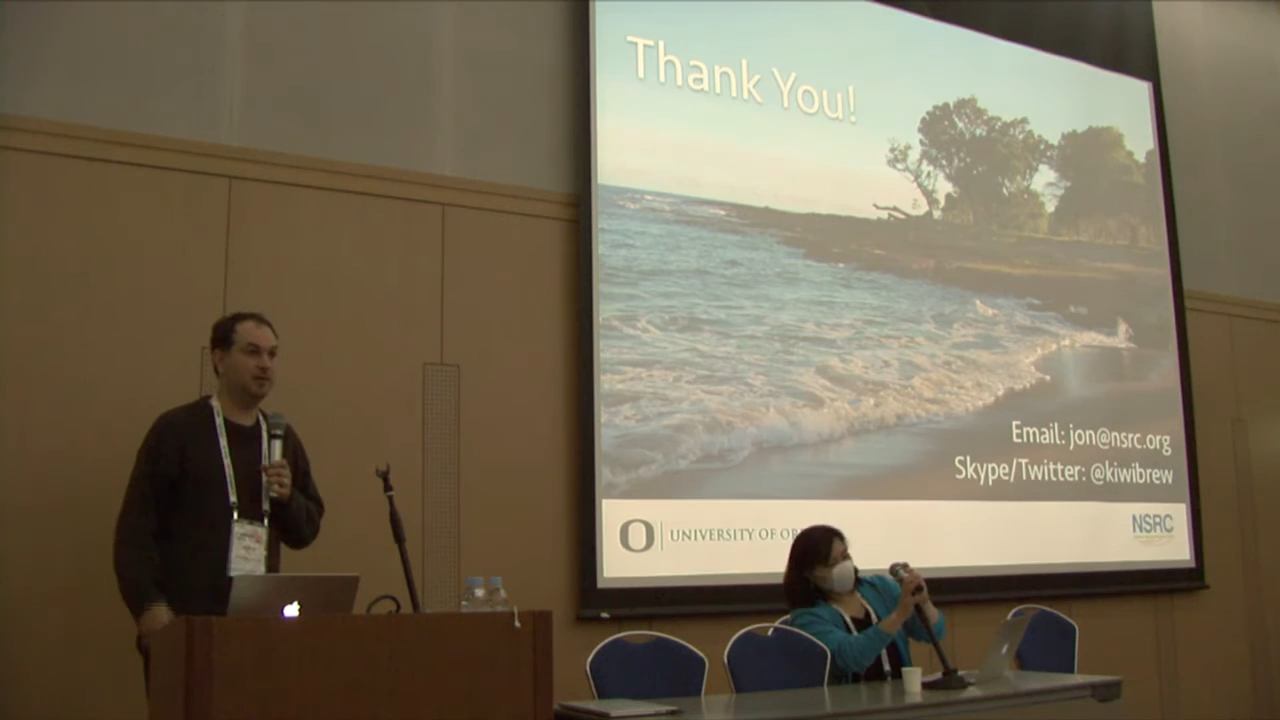 Thank You!
Email: jon@nsrc.org
Skype/Twitter: @kiwibrew
UNIVERSITY OF OR
NSRC